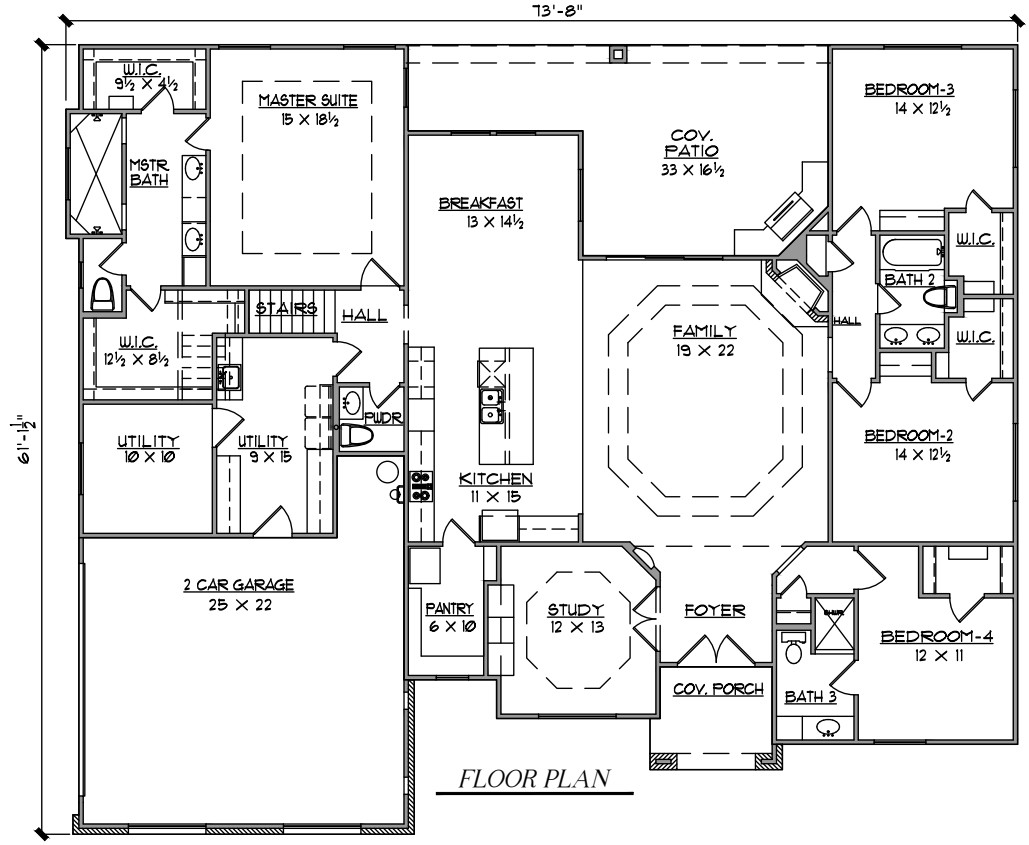 73'-8"
61'-1½"
W.I.C.
9½ X 4½
MASTER SUITE
15 X 18½
MSTR
BATH
BREAKFAST
13 X 14½
COV.
PATIO
33 X 16½
BEDROOM-3
14 X 12½
W.I.C.
BATH 2
STAIRS
HALL
HALL
W.I.C.
12½ X 8½
FAMILY
19 X 22
W.I.C.
PWDR
UTILITY
10 X 10
UTILITY
9 X 15
BEDROOM-2
14 X 12½
KITCHEN
11 X 15
2 CAR GARAGE
25 X 22
PANTRY
6 X 10
STUDY
12 X 13
FOYER
BEDROOM-4
12 X 11
COV. PORCH
BATH 3
FLOOR PLAN